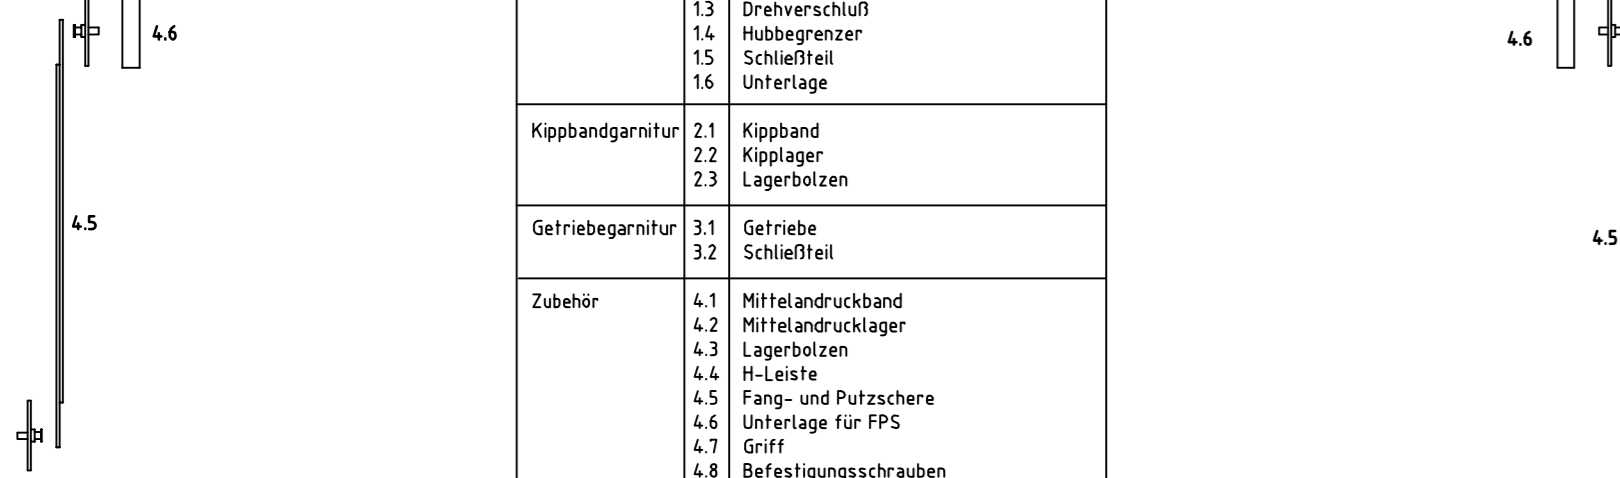 1.3 Drehverschluß
4.6 1.4 Hubbegrenzer 4.6
1.5 Schließteil
1.6 Unterlage
Kippbandgarnitur 2.1 Kippband
2.2 Kipplager
2.3 Lagerbolzen
4.5
Getriebegarnitur 3.1 Getriebe
4.5
3.2 Schließteil
Zubehör 4.1 Mittelandruckband
4.2 Mittelandrucklager
4.3 Lagerbolzen
4.4 H-Leiste
4.5 Fang- und Putzschere
4.6 Unterlage für FPS
4.7 Griff
4.8 Befestigungsschrauben